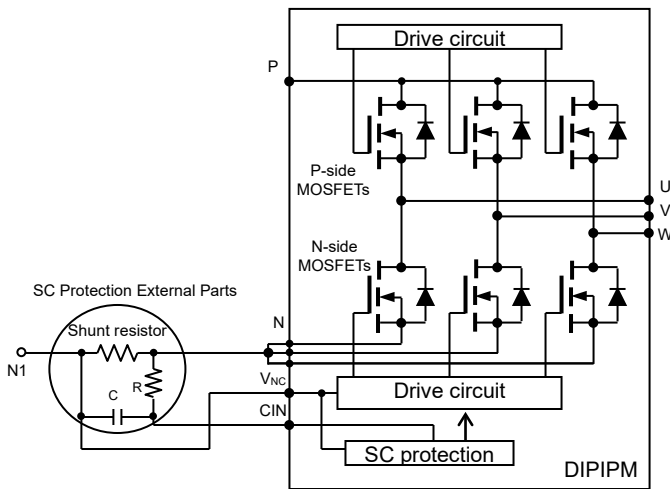 Drive circuit
P
P-side
MOSFETs
U
V
W
N-side
MOSFETs
SC Protection External Parts
Shunt resistor
N
N1
R
C
VNC
CIN
Drive circuit
SC protection
DIPIPM